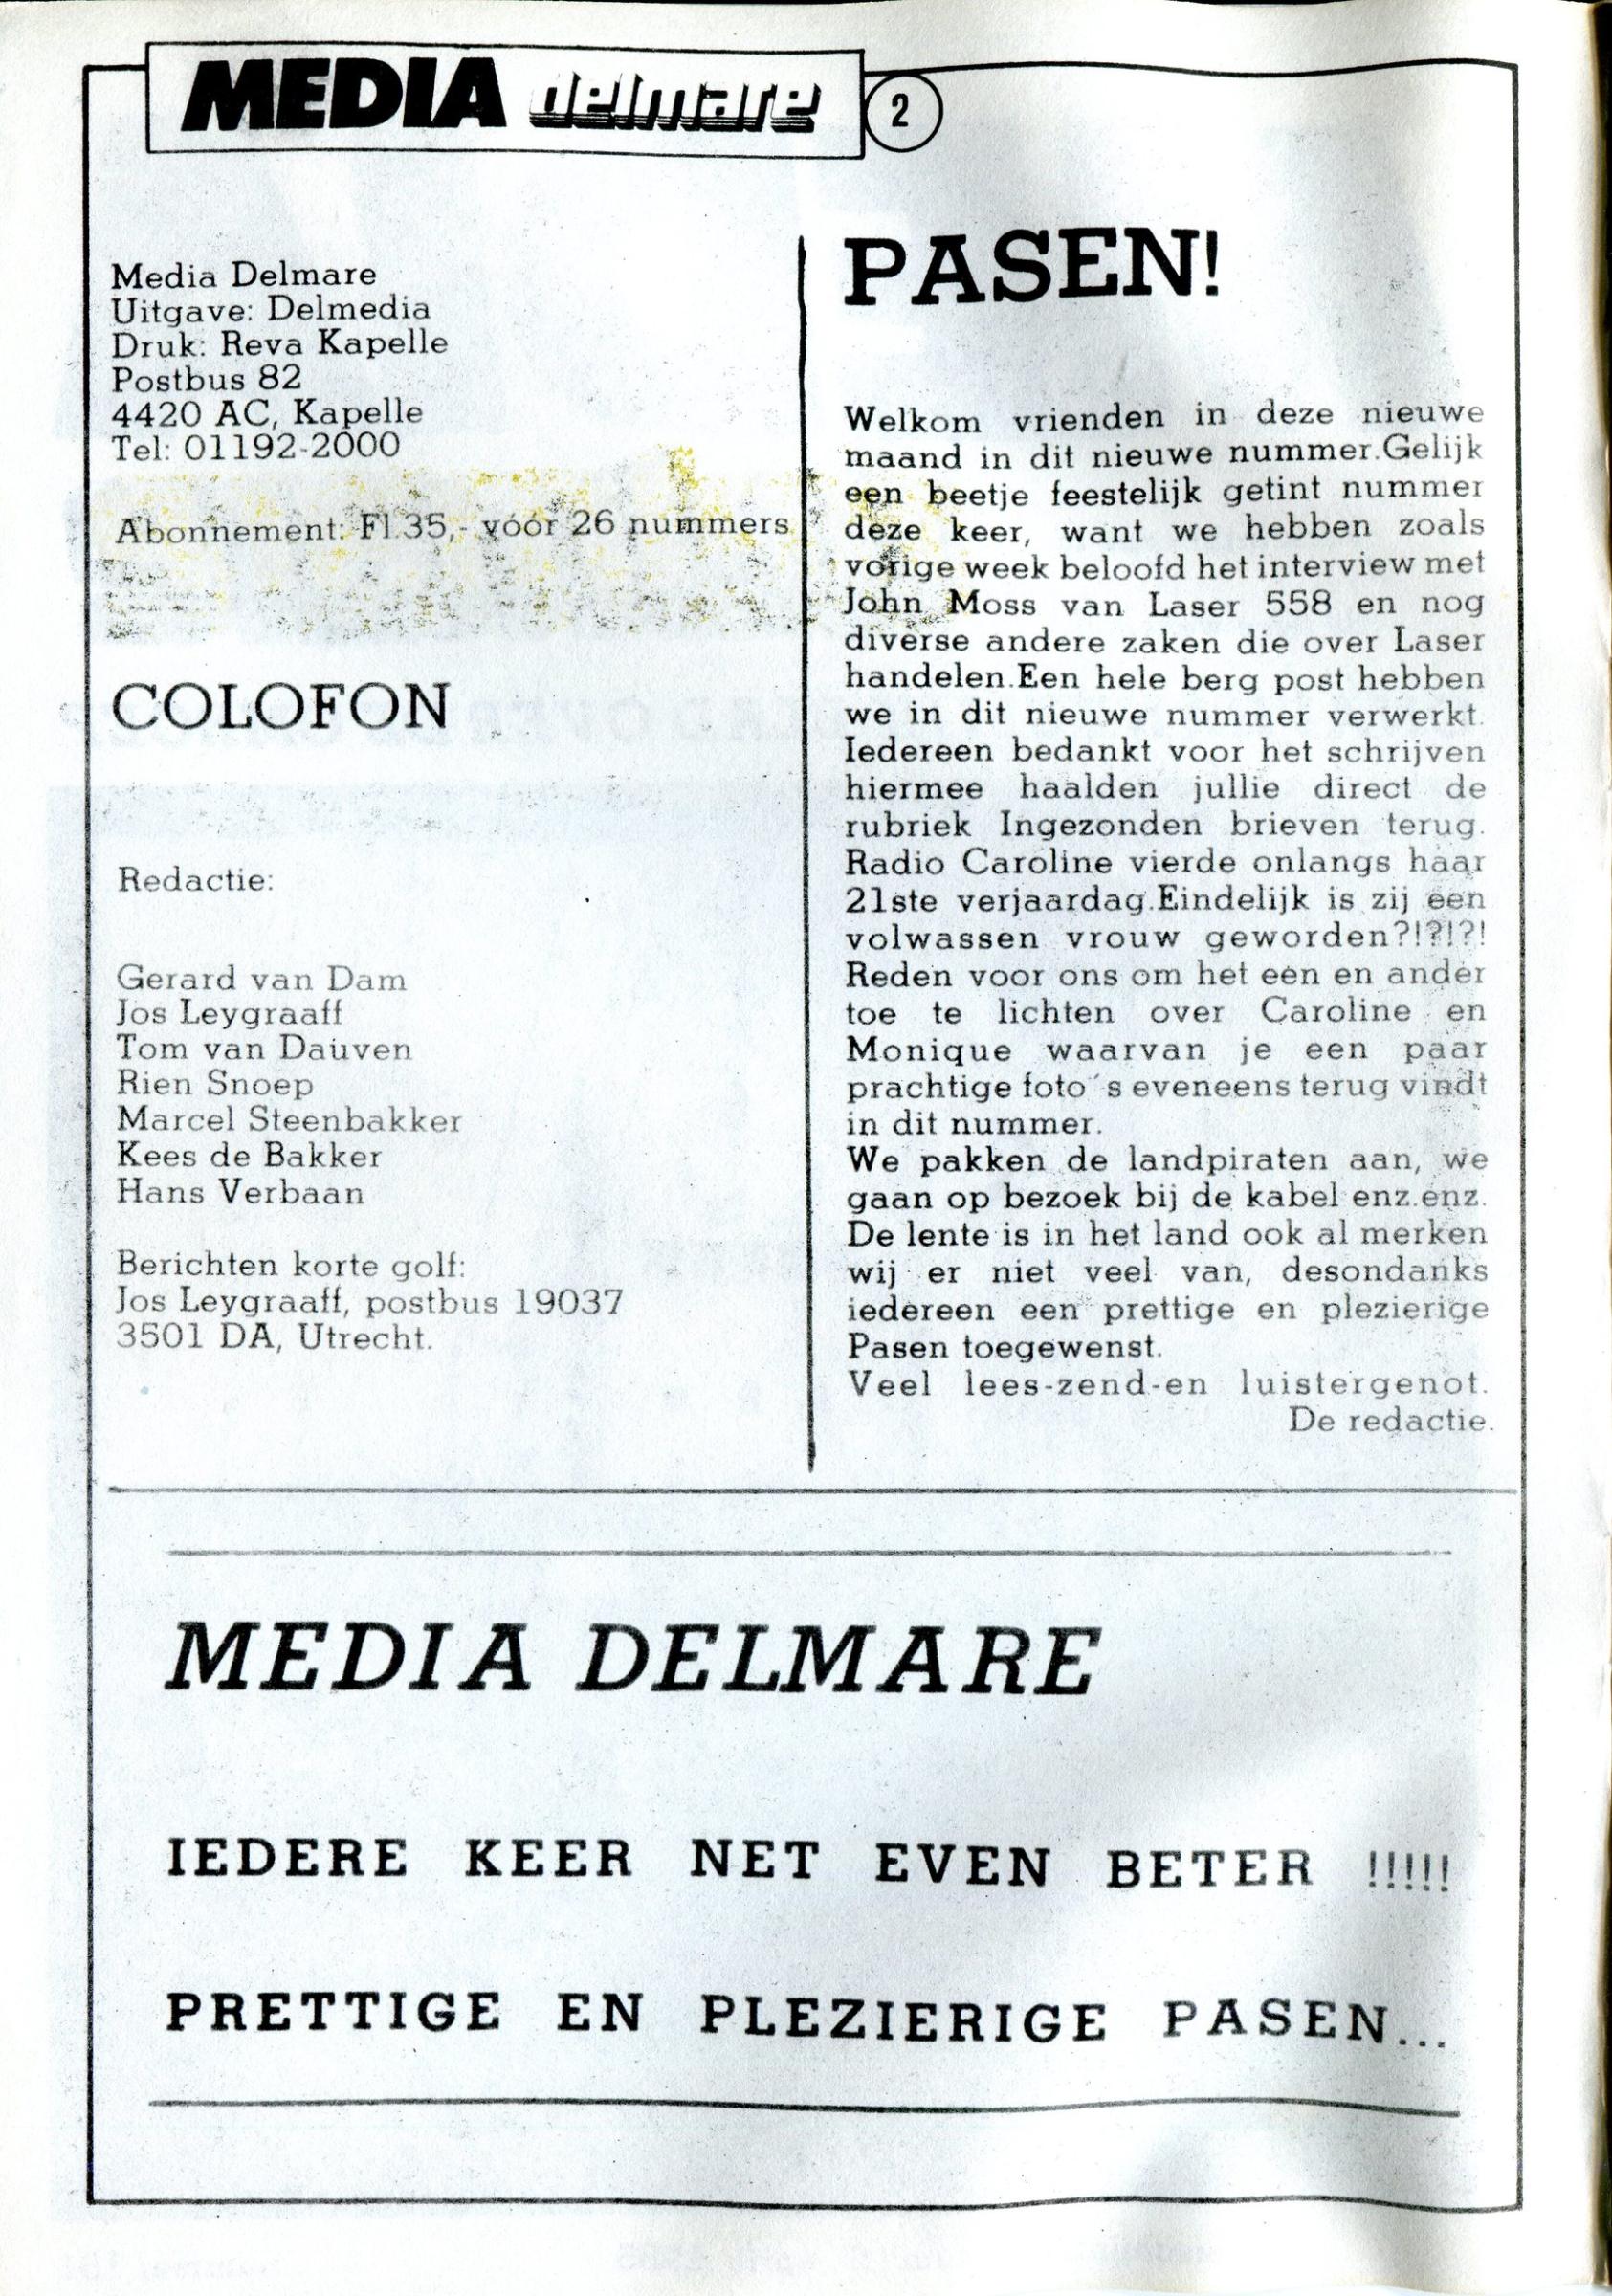 MEDIA delmare 2
Media Delmare
Uitgave: Delmedia
Druk: Reva Kapelle
Postbus 82
4420 AC, Kapelle
Tel: 01192-2000
Abonnement: Fl.35,- vóór 26 nummers
COLOFON
Redactie:
Gerard van Dam
Jos Leygraaff
Tom van Dauven
Rien Snoep
Marcel Steenbakker
Kees de Bakker
Hans Verbaan
Berichten korte golf:
Jos Leygraaff, postbus 19037
3501 DA, Utrecht.
PASEN!
Welkom vrienden in deze nieuwe
maand in dit nieuwe nummer.Gelijk
een beetje feestelijk getint nummer
deze keer, want we hebben zoals
vorige week beloofd het interview met
John Moss van Laser 558 en nog
diverse andere zaken die over Laser
handelen.Een hele berg post hebben
we in dit nieuwe nummer verwerkt.
Iedereen bedankt voor het schrijven
hiermee haalden jullie direct de
rubriek Ingezonden brieven terug.
Radio Caroline vierde onlangs haar
21ste verjaardag.Eindelijk is zij een
volwassen vrouw geworden?!?!?!
Reden voor ons om het een en ander
toe te lichten over Caroline en
Monique waarvan je een paar
prachtige foto´s eveneens terug vindt
in dit nummer.
We pakken de landpiraten aan, we
gaan op bezoek bij de kabel enz.enz.
De lente is in het land ook al merken
wij er niet veel van, desondanks
iedereen een prettige en plezierige
Pasen toegewenst.
Veel lees-zend-en luistergenot.
De redactie.
MEDIA DELMARE
IEDERE KEER NET EVEN BETER !!!!!
PRETTIGE EN PLEZIERIGE PASEN...